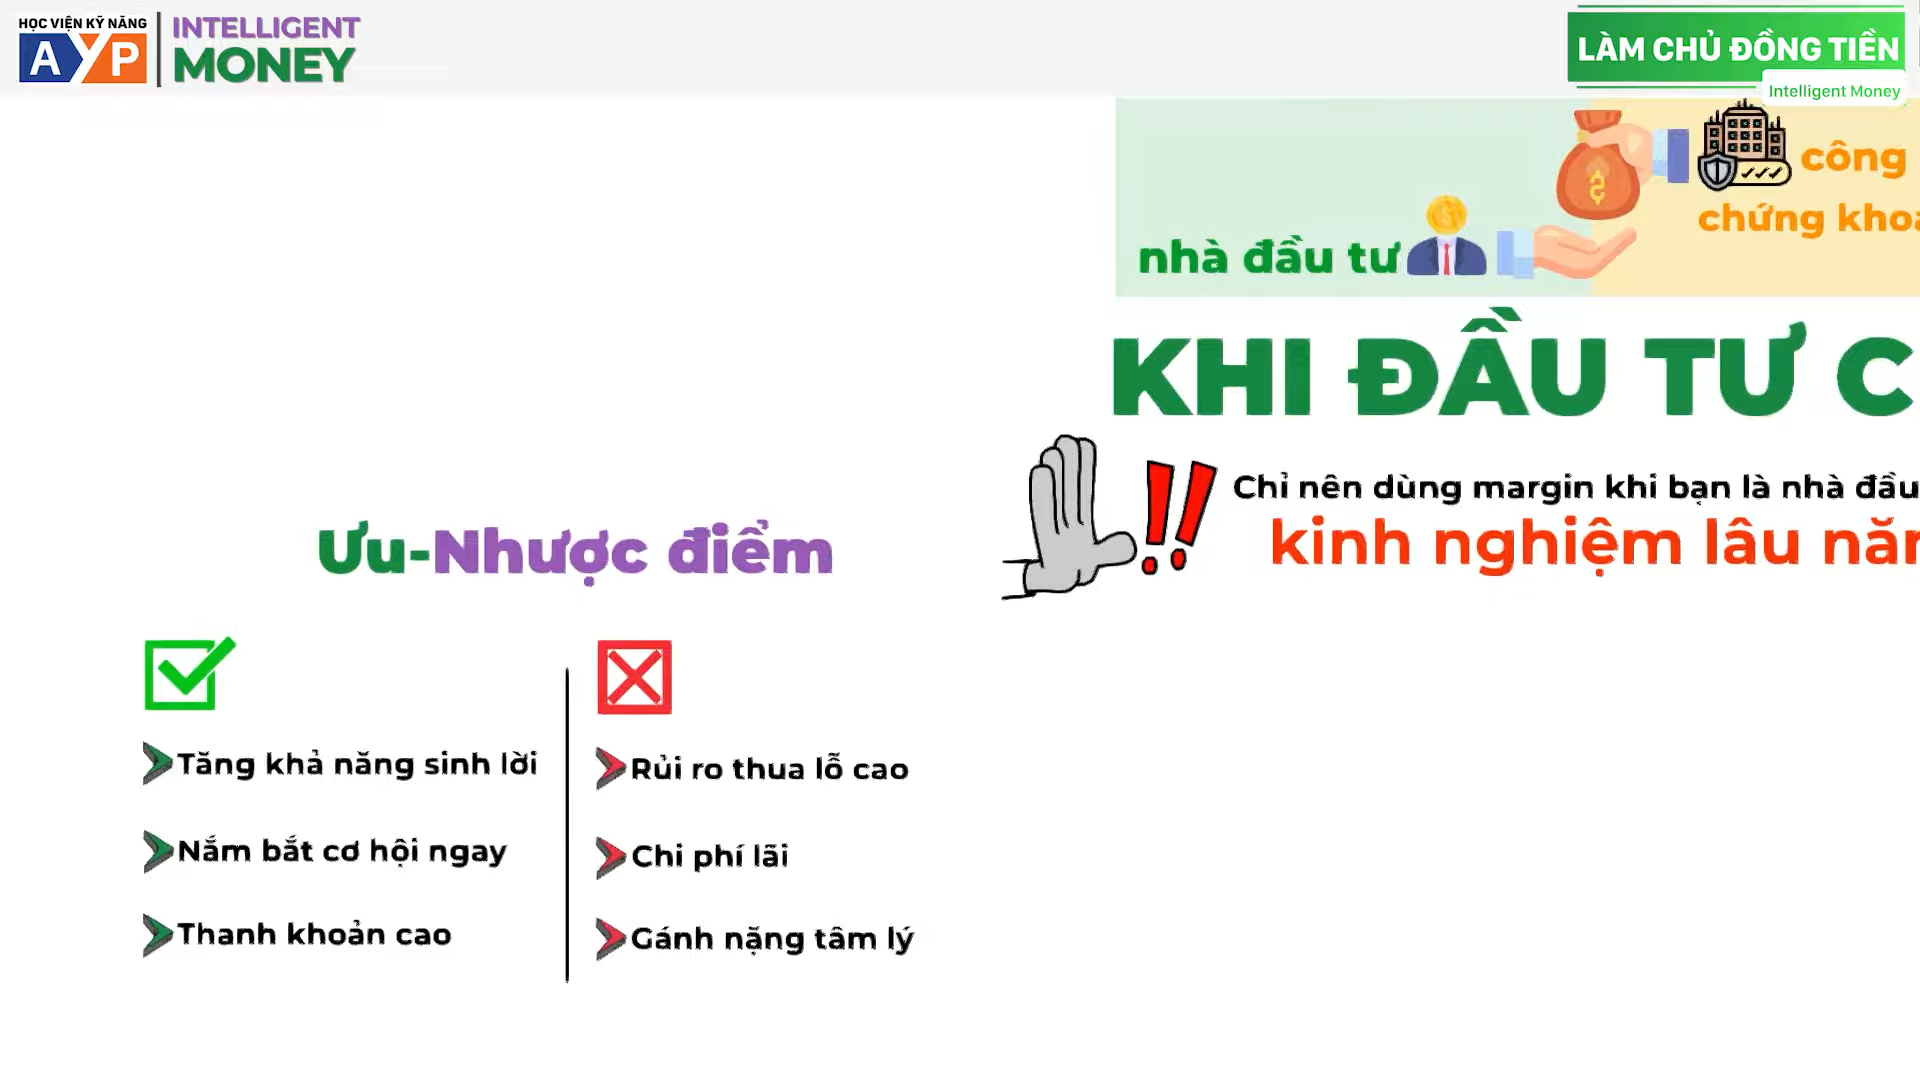 HỌC VIỆN KỸ NĂNG
AYP
INTELLIGENT
MONEY
LÀM CHỦ ĐỒNG TIỀN
Intelligent Money
công
nhà đầu tư
chứng
KHI ĐẦU TƯ C
Chỉ nên dùng margin khi bạn là nhà đầu
kinh nghiệm lâu
Ưu-Nhược điểm
Tăng khả năng sinh lời
Nắm bắt cơ hội ngay
Thanh khoản cao
Rủi ro thua lỗ cao
Chi phí lãi
Gánh nặng tâm lý